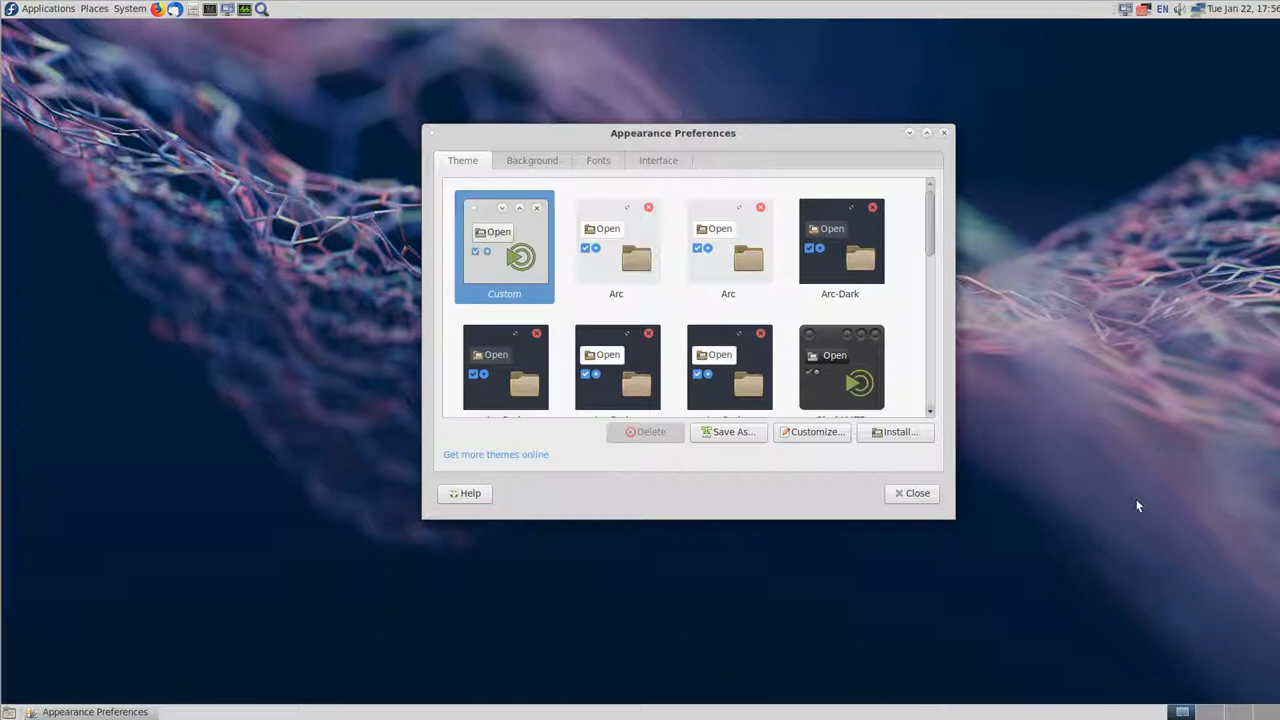 Applications Places System EN Tue Jan 22, 17:56
Appearance Preferences
Theme Background Fonts Interface
Open Open Open Open
Custom Arc Arc Arc-Dark
Open Open Open Open
Delete Save As... Customize... Install...
Get more themes online
Help Close
Appearance Preferences